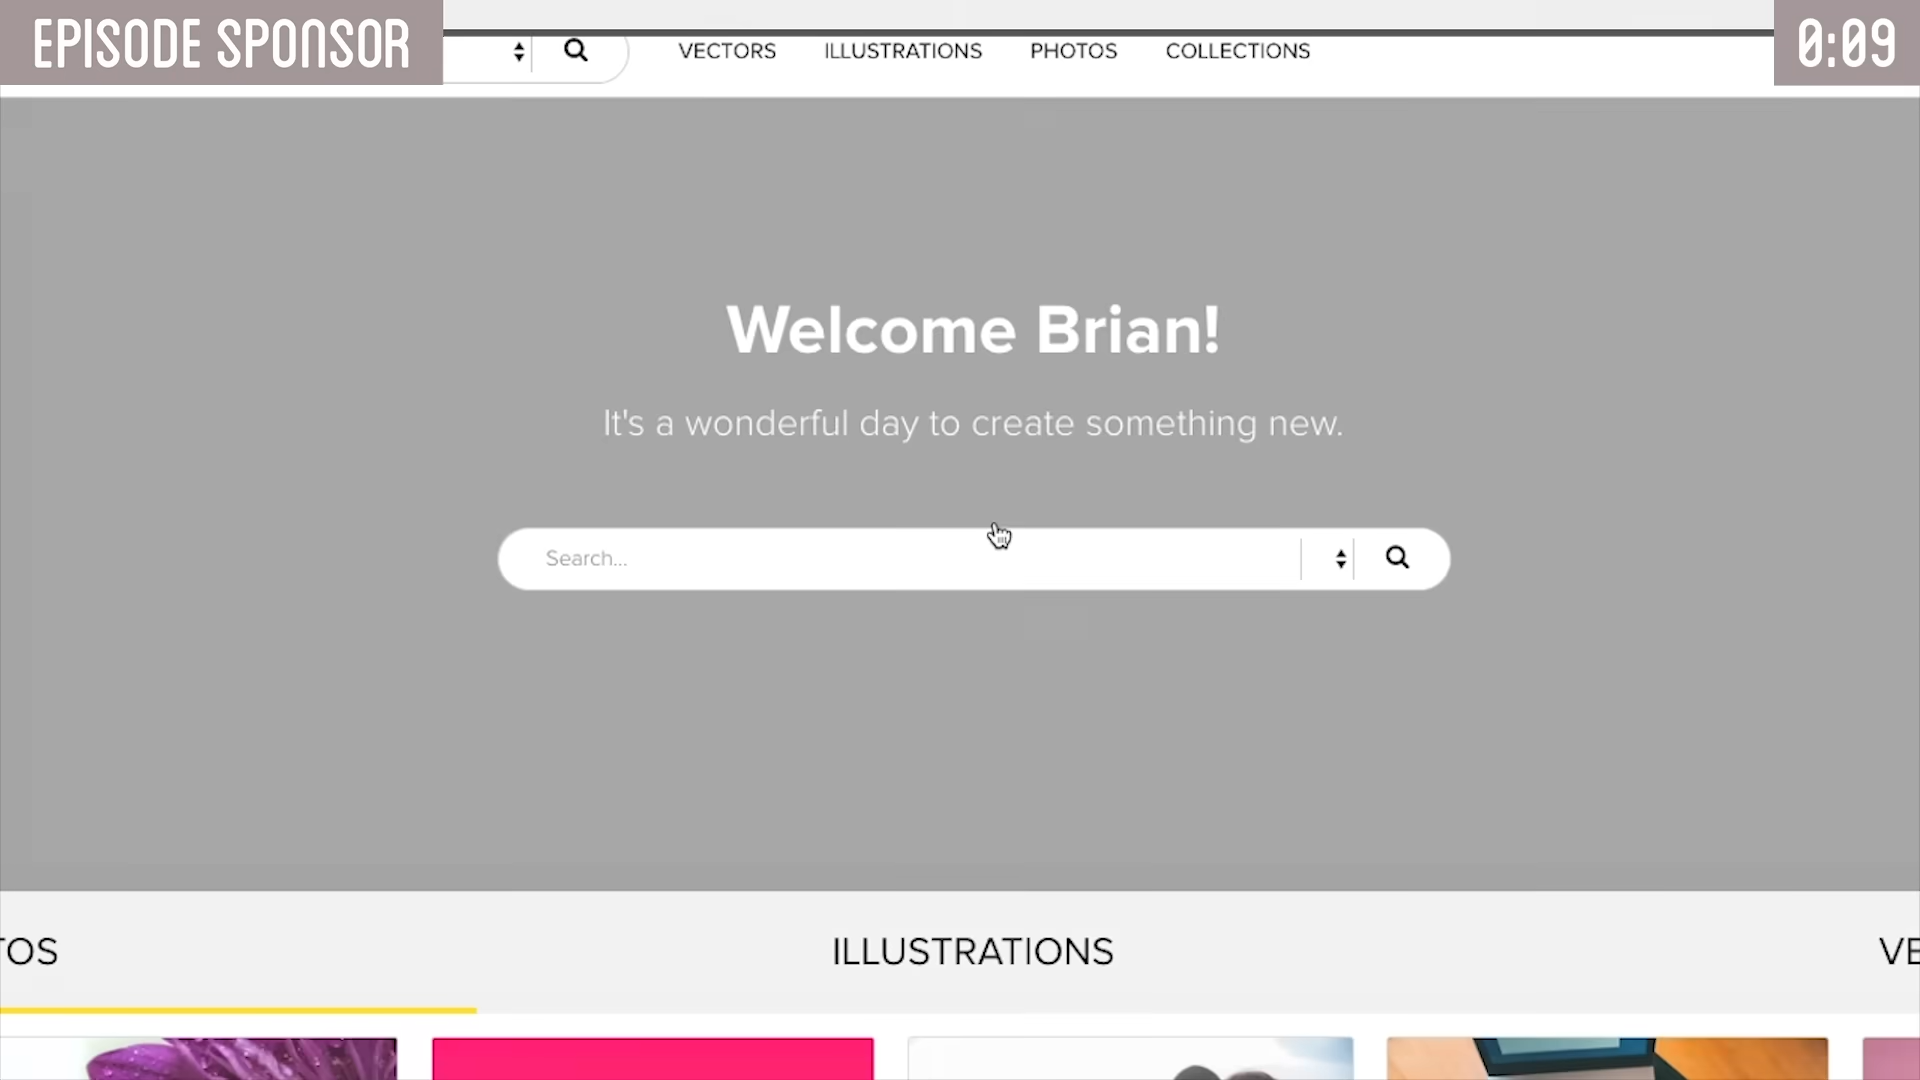 EPISODE SPONSOR
0:09
VECTORS ILLUSTRATIONS PHOTOS COLLECTIONS
Welcome Brian!
It's a wonderful day to create something new.
Search...
TOS ILLUSTRATIONS VE